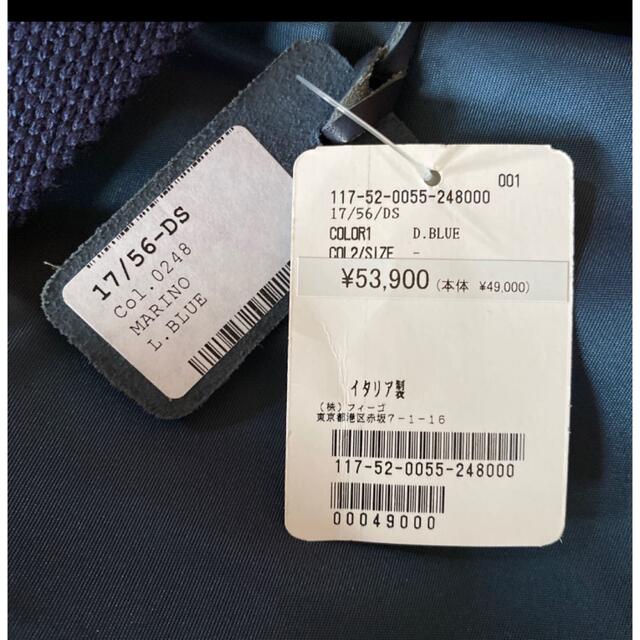 17/56-DS
Col.0248
MARINO
L.BLUE
001
117-52-0055-248000
17/56/DS
COLOR1 D.BLUE
COL2/SIZE -
¥53,900 (本体 ¥49,000)
イタリア製
(株)フィーゴ
東京都港区赤坂7-1-16
117-52-0055-248000
00049000